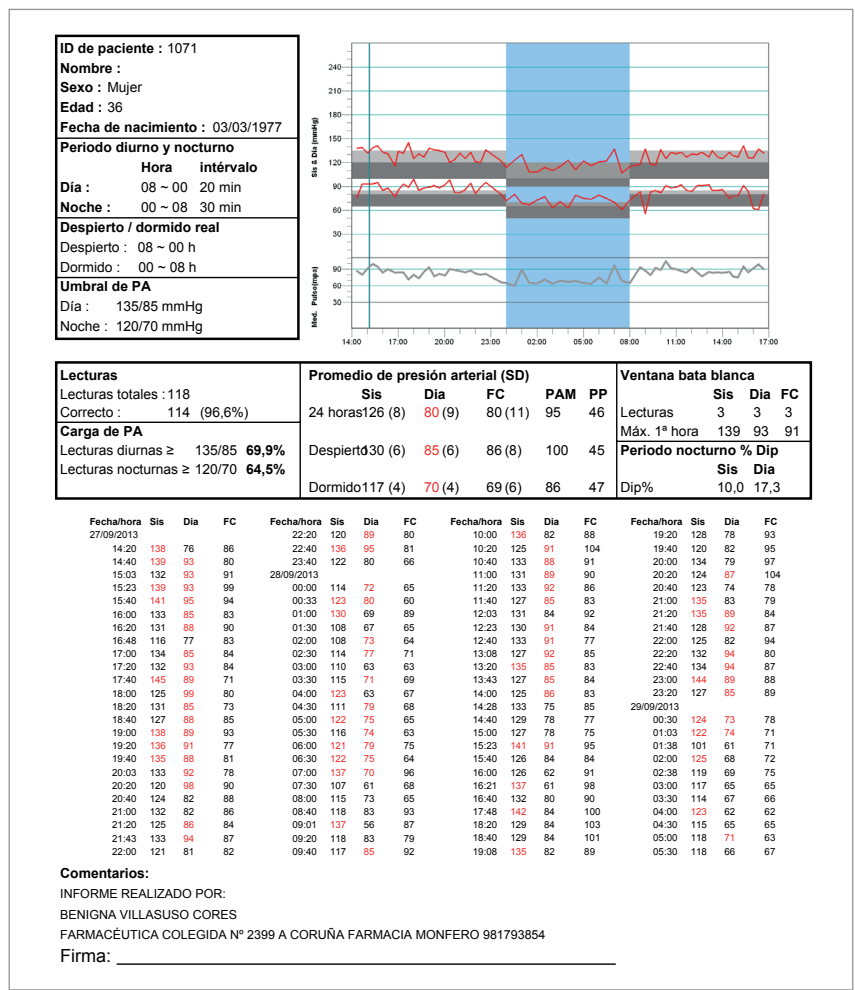 ID de paciente : 1071
Nombre :
Sexo : Mujer
Edad : 36
Fecha de nacimiento : 03/03/1977
Periodo diurno y nocturno
Hora intérvalo
Día : 08 ~ 00 20 min
Noche : 00 ~ 08 30 min
Despierto / dormido real
Despierto : 08 ~ 00 h
Dormido : 00 ~ 08 h
Umbral de PA
Día : 135/85 mmHg
Noche : 120/70 mmHg
Sis & Dia (mmHg)
240
210
180
150
120
90
60
30
Med. Pulso(mpa)
90
60
30
14:00 17:00 20:00 23:00 02:00 05:00 08:00 11:00 14:00 17:00
Lecturas
Lecturas totales : 118
Correcto : 114 (96,6%)
Carga de PA
Lecturas diurnas ≥ 135/85 69,9%
Lecturas nocturnas ≥ 120/70 64,5%
Promedio de presión arterial (SD)
Sis Dia FC PAM PP
24 horas 126 (8) 80 (9) 80 (11) 95 46
Despierto 130 (6) 85 (6) 86 (8) 100 45
Dormido 117 (4) 70 (4) 69 (6) 86 47
Ventana bata blanca
Sis Dia FC
Lecturas 3 3 3
Máx. 1ª hora 139 93 91
Periodo nocturno % Dip
Sis Dia
Dip% 10,0 17,3
Fecha/hora Sis Dia FC
27/09/2013
14:20 138 76 86
14:40 139 93 80
15:03 132 93 91
15:23 139 93 99
15:40 141 95 94
16:00 133 85 83
16:20 131 88 90
16:48 116 77 83
17:00 134 85 84
17:20 132 93 84
17:40 145 89 71
18:00 125 99 80
18:20 131 85 73
18:40 127 88 85
19:00 138 89 93
19:20 136 91 77
19:40 135 88 81
20:03 133 92 78
20:20 120 98 90
20:40 124 82 88
21:00 132 82 86
21:20 125 86 84
21:43 133 94 87
22:00 121 81 82
Fecha/hora Sis Dia FC
22:20 120 89 80
22:40 136 95 81
23:40 122 80 66
28/09/2013
00:00 114 72 65
00:33 123 80 60
01:00 130 69 89
01:30 108 67 65
02:00 108 73 64
02:30 114 77 71
03:00 110 63 63
03:30 115 71 69
04:00 123 63 67
04:30 111 79 68
05:00 122 75 65
05:30 116 74 63
06:00 121 79 75
06:30 122 75 64
07:00 137 70 96
07:30 107 61 68
08:00 115 73 65
08:40 118 83 93
09:01 137 56 87
09:20 118 83 79
09:40 117 85 92
Fecha/hora Sis Dia FC
10:00 136 82 88
10:20 125 91 104
10:40 133 88 91
11:00 131 89 90
11:20 133 92 86
11:40 127 85 83
12:03 131 84 92
12:23 130 91 84
12:40 133 91 77
13:08 127 92 85
13:20 135 85 83
13:43 127 85 84
14:00 125 86 83
14:28 133 75 85
14:40 129 78 77
15:00 127 78 75
15:23 141 91 95
15:40 126 84 84
16:00 126 62 91
16:21 137 61 98
16:40 132 80 90
17:48 142 84 100
18:20 129 84 103
18:40 129 84 101
19:08 135 82 89
Fecha/hora Sis Dia FC
19:20 128 78 93
19:40 120 82 95
20:00 134 79 97
20:20 124 87 104
20:40 123 74 78
21:00 135 83 79
21:20 135 89 84
21:40 128 92 87
22:00 125 82 94
22:20 132 94 80
22:40 134 94 87
23:00 144 89 88
23:20 127 85 89
29/09/2013
00:30 124 73 78
01:03 122 74 71
01:38 101 61 71
02:00 125 68 72
02:38 119 69 75
03:00 117 65 65
03:30 114 67 66
04:00 123 62 62
04:30 115 65 65
05:00 118 71 63
05:30 118 66 67
Comentarios:
INFORME REALIZADO POR:
BENIGNA VILLASUSO CORES
FARMACÉUTICA COLEGIDA Nº 2399 A CORUÑA FARMACIA MONFERO 981793854
Firma: